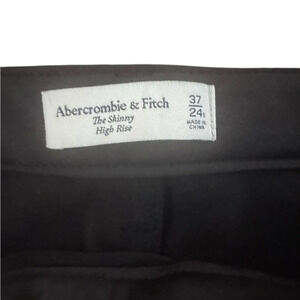 Abercrombie & Fitch
The Skinny
High Rise
37
24
MADE IN
CHINA